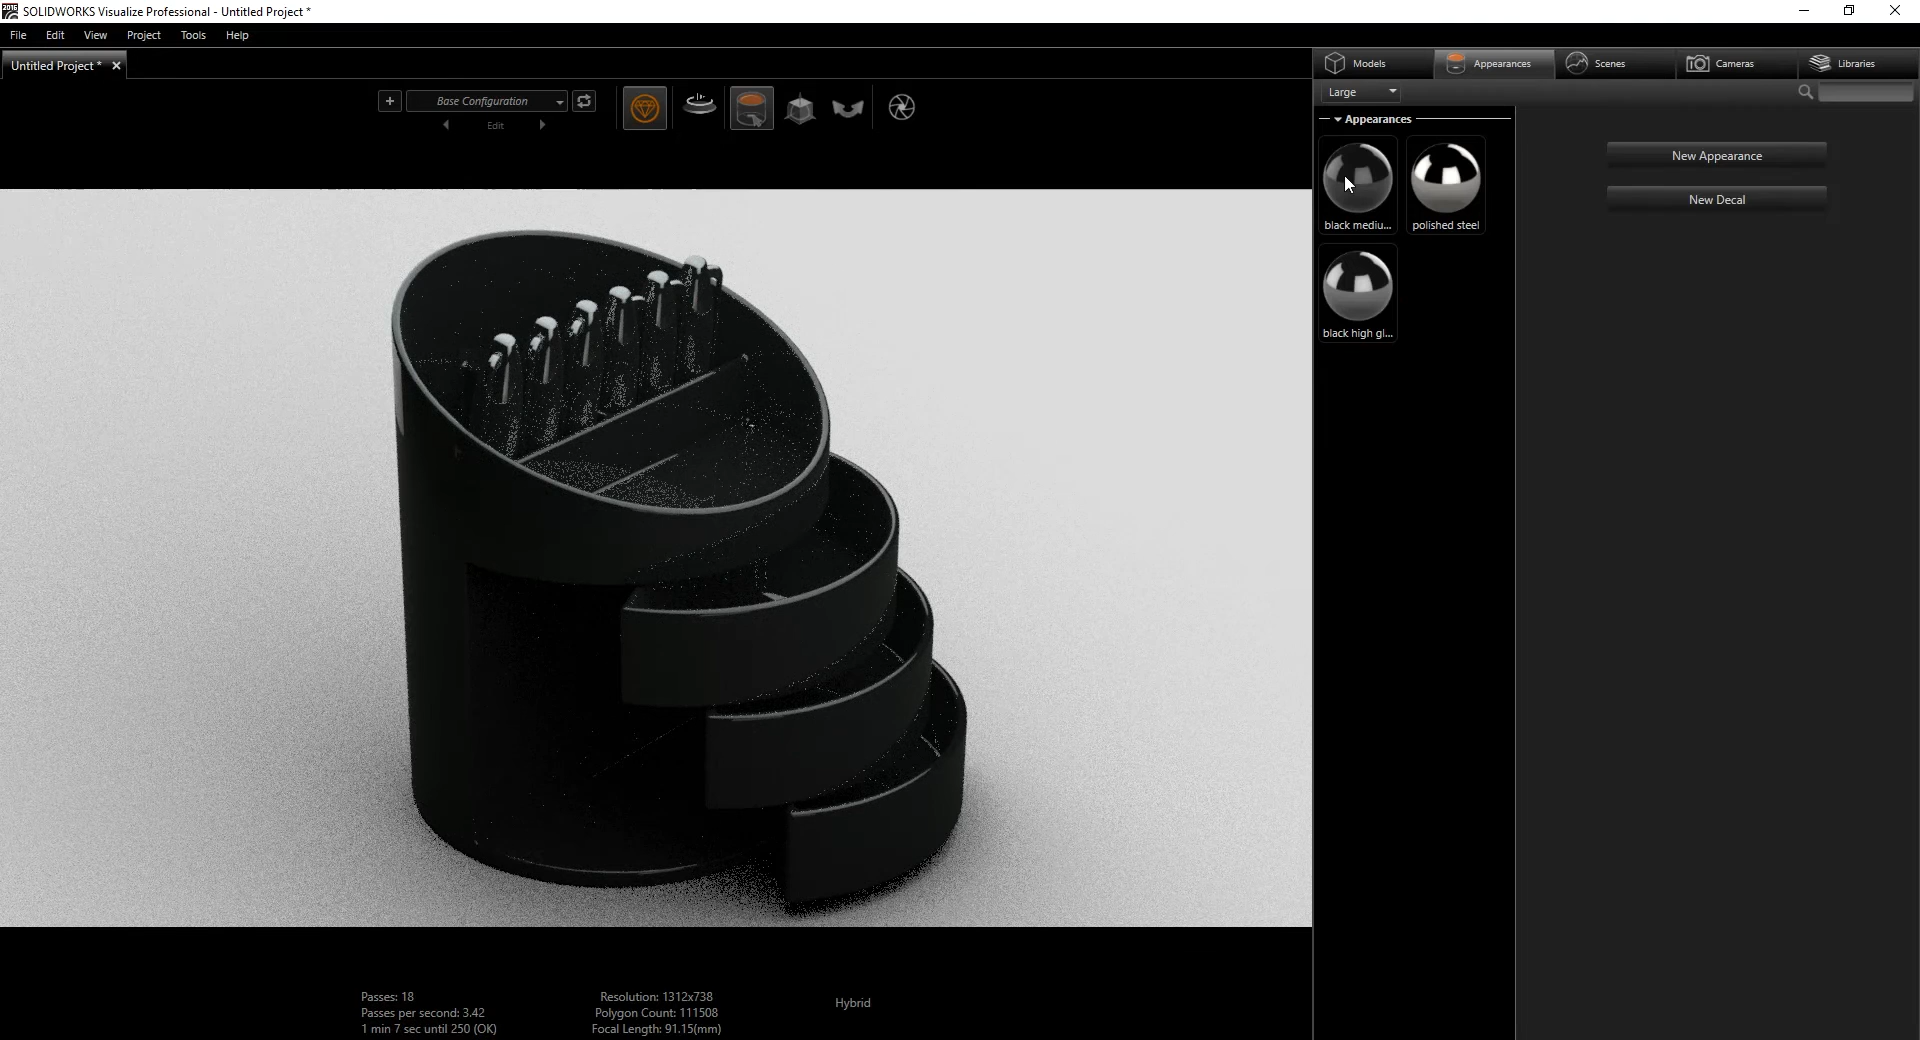 2016
SOLIDWORKS Visualize Professional - Untitled Project *
File Edit View Project Tools Help
Untitled Project *
Base Configuration
Edit
Models Appearances Scenes Cameras Libraries
Large
Appearances
black mediu... polished steel
black high gl...
New Appearance
New Decal
Passes: 18
Passes per second: 3.42
1 min 7 sec until 250 (OK)
Resolution: 1312x738
Polygon Count: 111508
Focal Length: 91.15(mm)
Hybrid